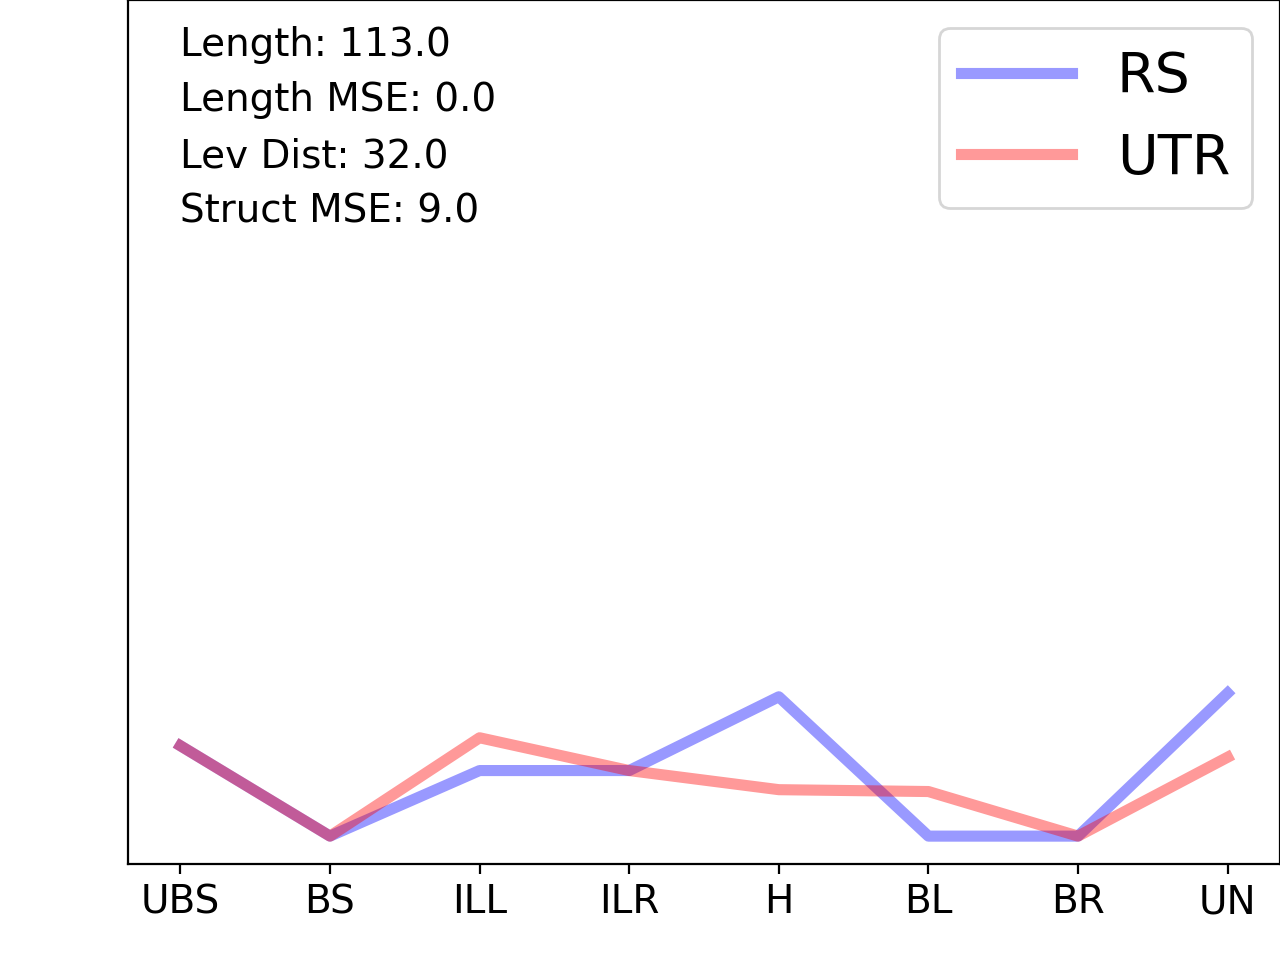 Length: 113.0
Length MSE: 0.0
Lev Dist: 32.0
Struct MSE: 9.0
RS
UTR
UBS BS ILL ILR H BL BR UN